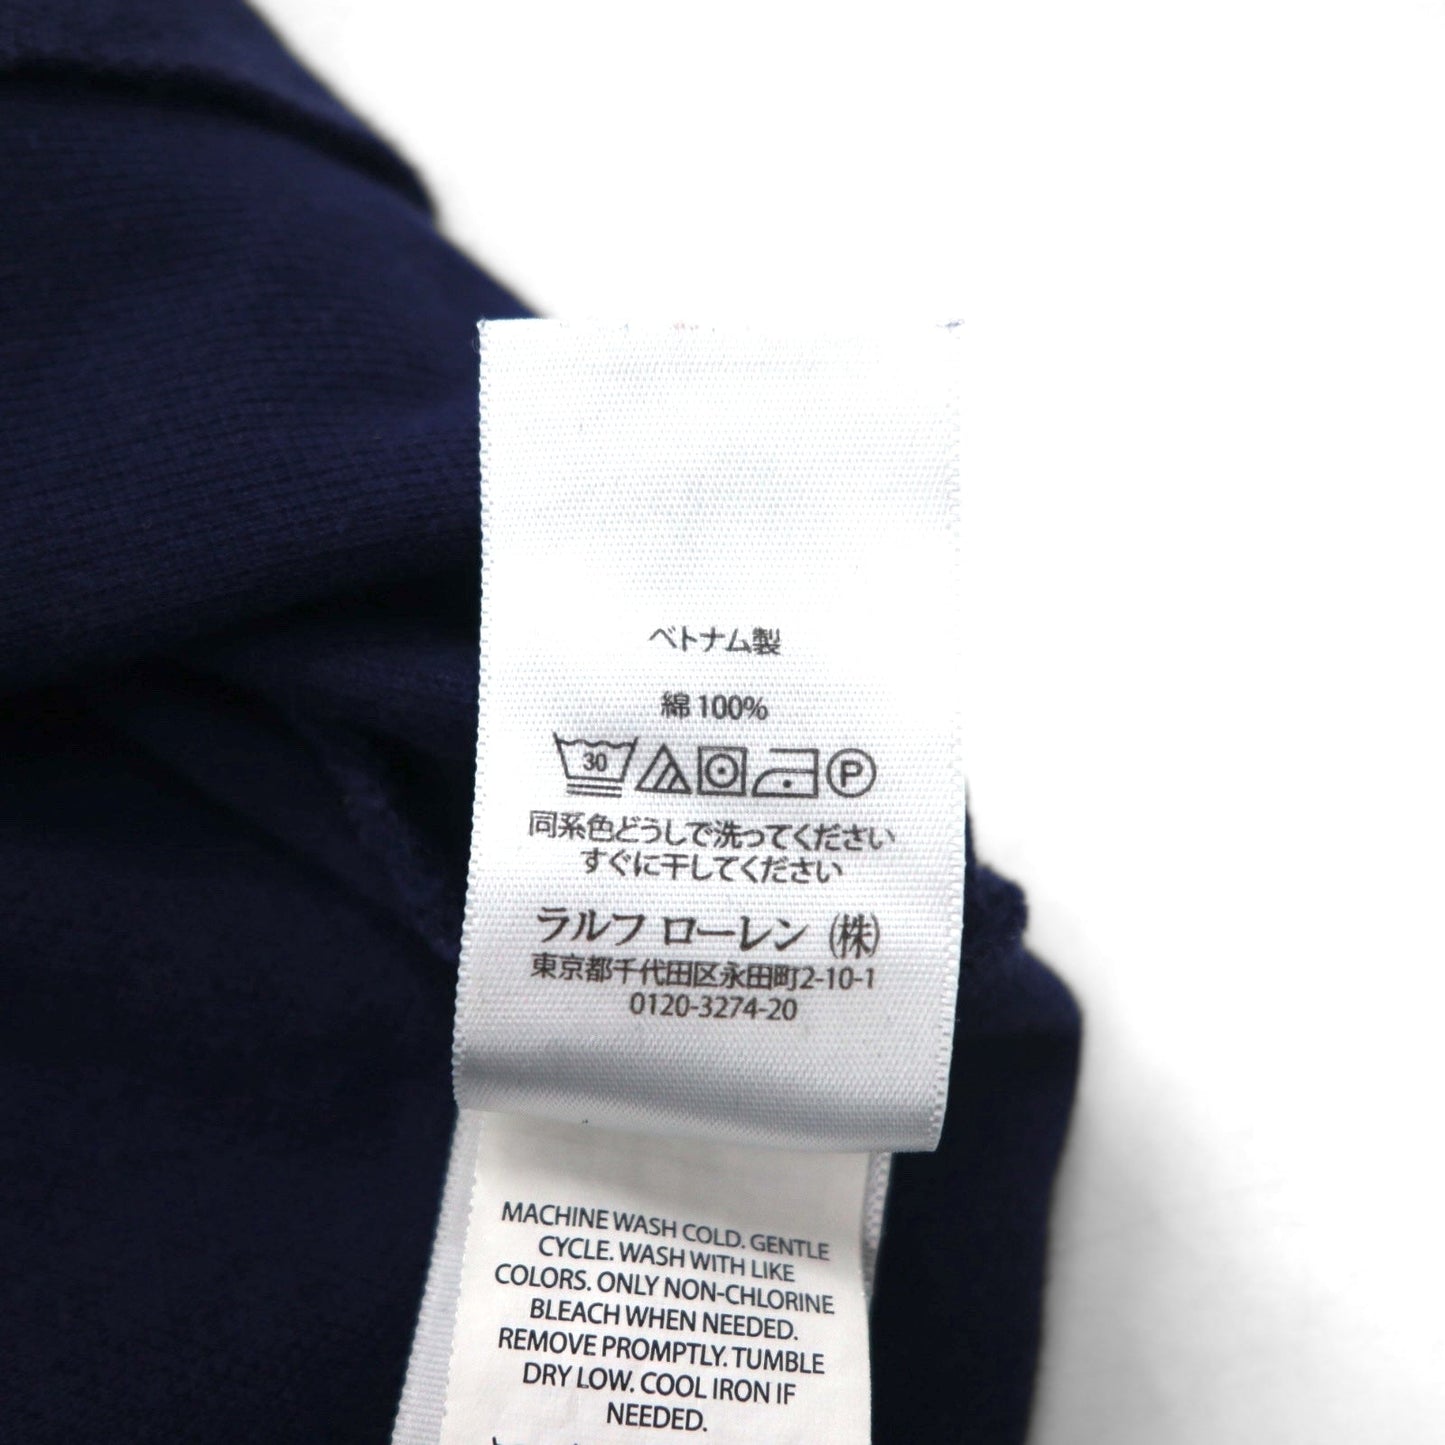 ベトナム製
綿 100%
30 P
同系色どうしで洗ってください
すぐに干してください
ラルフ ローレン (株)
東京都千代田区永田町2-10-1
0120-3274-20
MACHINE WASH COLD. GENTLE
CYCLE. WASH WITH LIKE
COLORS. ONLY NON-CHLORINE
BLEACH WHEN NEEDED.
REMOVE PROMPTLY. TUMBLE
DRY LOW. COOL IRON IF
NEEDED.